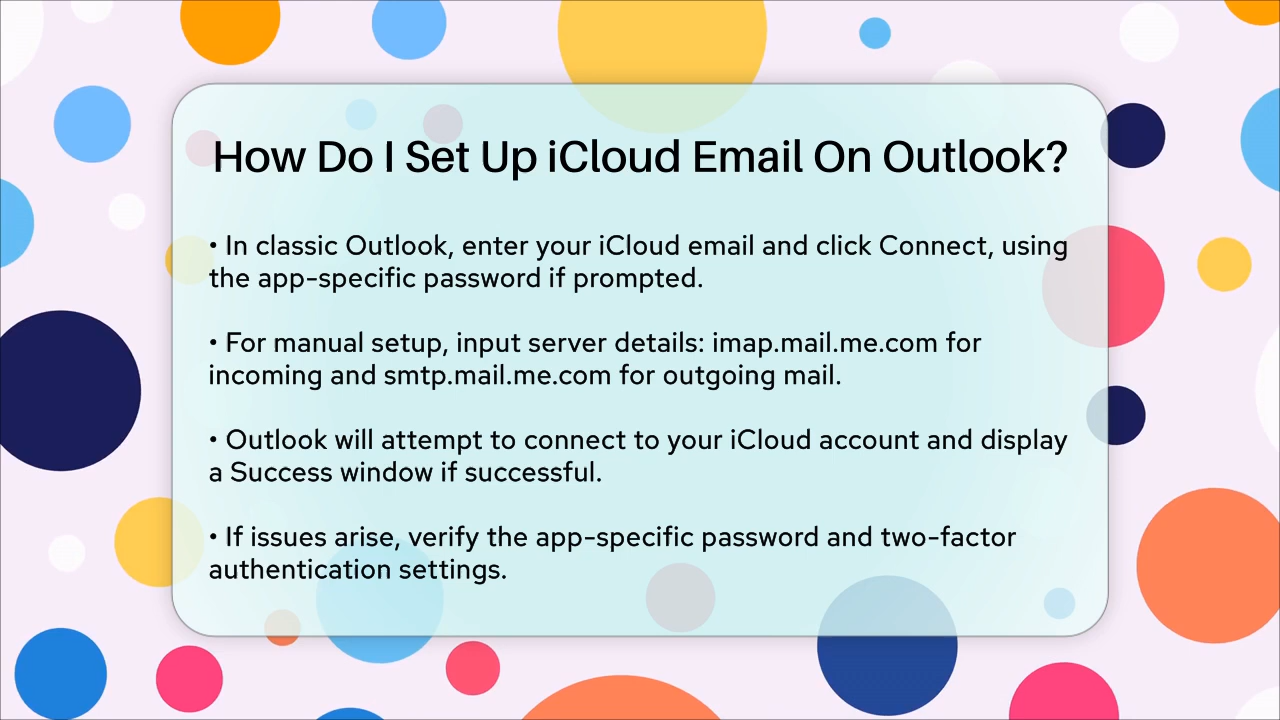 How Do I Set Up iCloud Email On Outlook?
• In classic Outlook, enter your iCloud email and click Connect, using
the app-specific password if prompted.
• For manual setup, input server details: imap.mail.me.com for
incoming and smtp.mail.me.com for outgoing mail.
• Outlook will attempt to connect to your iCloud account and display
a Success window if successful.
• If issues arise, verify the app-specific password and two-factor
authentication settings.